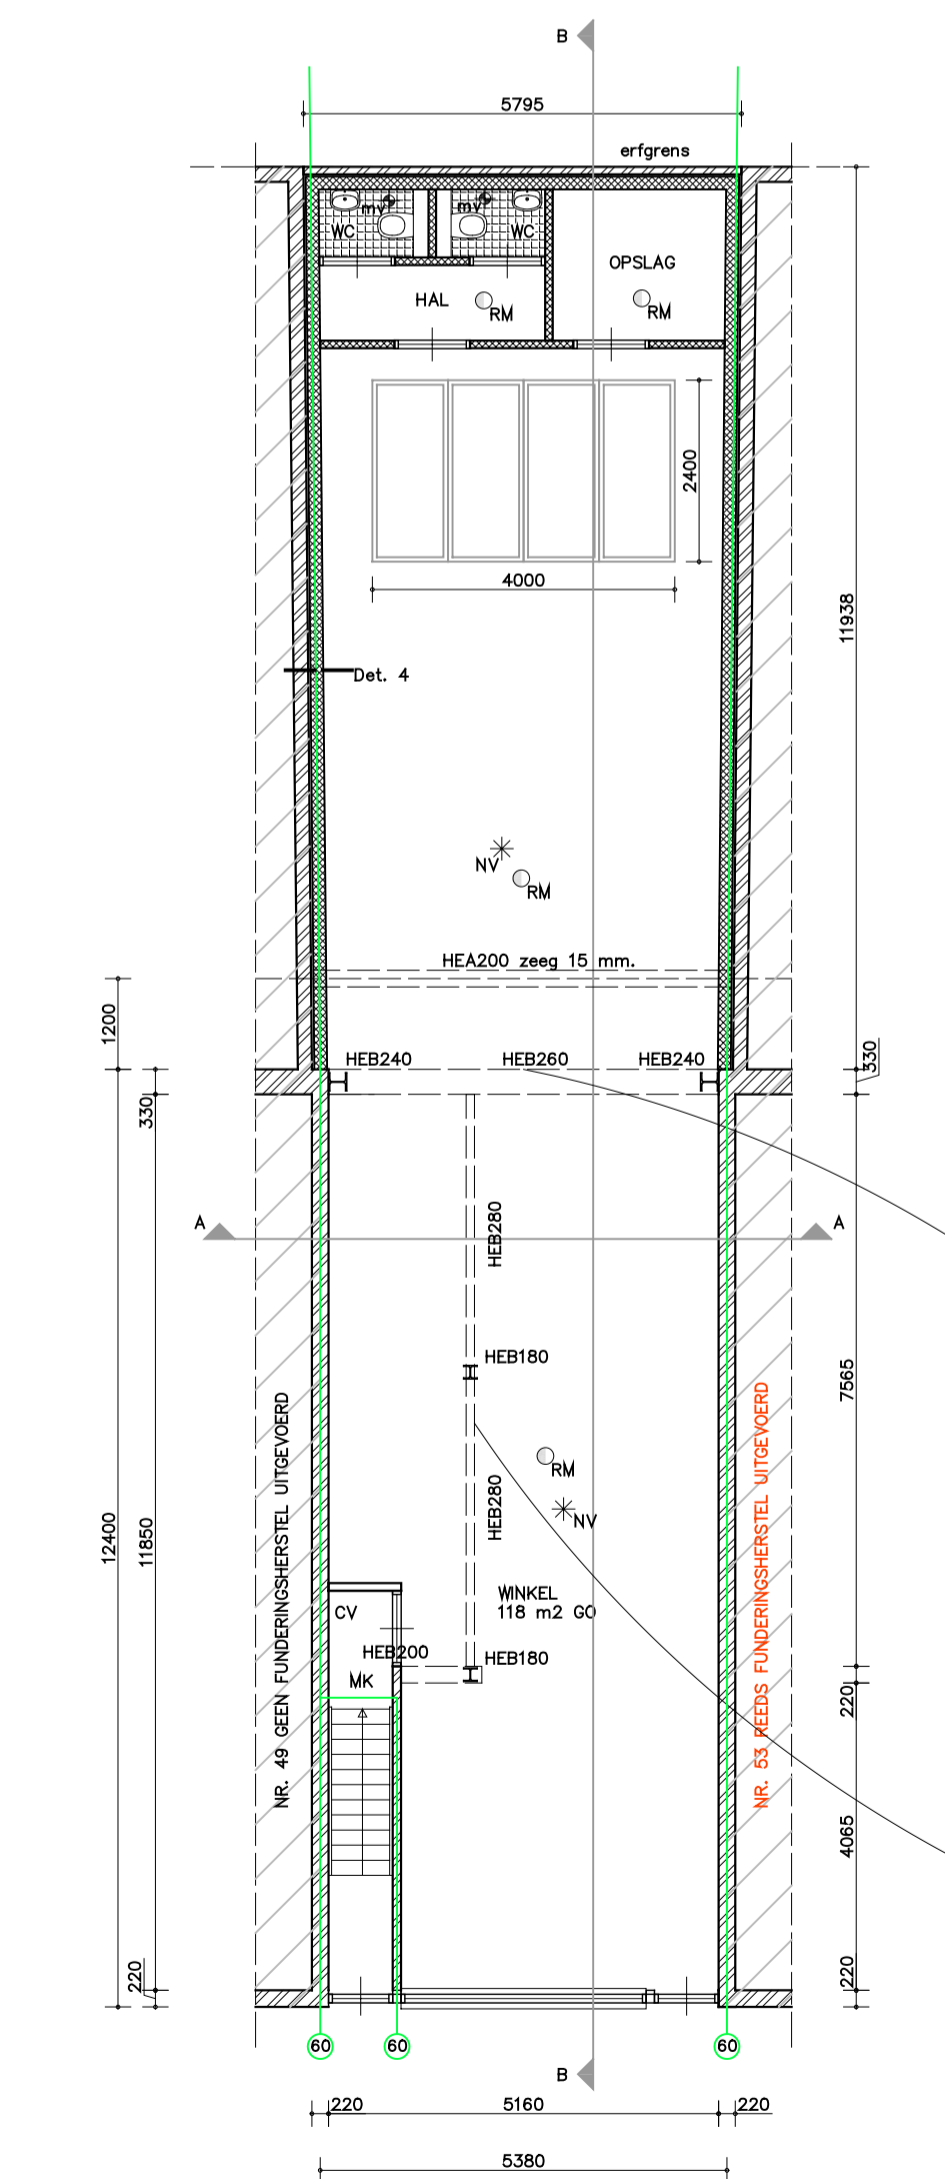 B
5795
erfgrens
mv
mv
WC
WC
OPSLAG
HAL
RM
RM
2400
4000
11938
Det. 4
NV
RM
HEA200 zeeg 15 mm.
1200
HEB240
HEB260
HEB240
330
330
A
A
HEB280
HEB180
7565
RM
HEB280
NV
NR. 49 GEEN FUNDERINGSHERSTEL UITGEVOERD
NR. 53 REEDS FUNDERINGSHERSTEL UITGEVOERD
12400
11850
WINKEL
118 m2 GO
CV
HEB200
HEB180
MK
220
4065
220
220
60
60
60
B
220
5160
220
5380